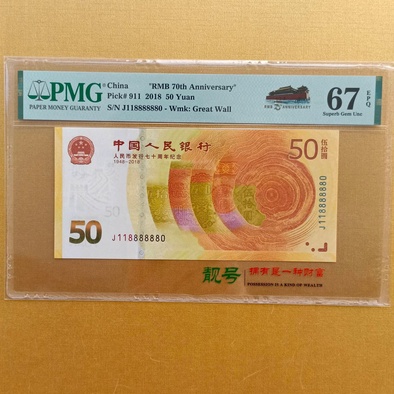 PMG
PAPER MONEY GUARANTY
China "RMB 70th Anniversary"
Pick# 911 2018 50 Yuan
S/N J118888880 - Wmk: Great Wall
67
EPQ
Superb Gem Unc
中国人民银行
人民币发行七十周年纪念
1948-2018
50
伍拾圆
J118888880
50
J118888880
靓号
拥有是一种财富
POSSESSION IS A KIND OF WEALTH